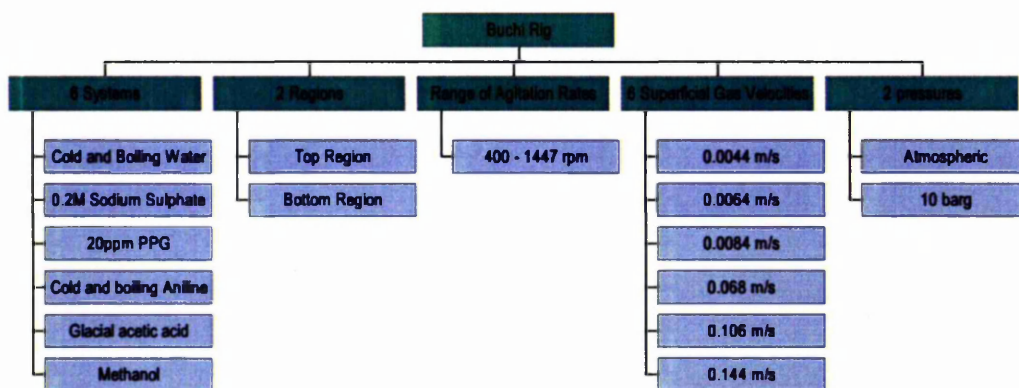 Buchi Rig
6 Systems
2 Regions
Range of Agitation Rates
6 Superficial Gas Velocities
2 pressures
Cold and Boiling Water
0.2M Sodium Sulphate
20ppm PPG
Cold and boiling Aniline
Glacial acetic acid
Methanol
Top Region
Bottom Region
400 - 1447 rpm
0.0044 m/s
0.0064 m/s
0.0084 m/s
0.068 m/s
0.106 m/s
0.144 m/s
Atmospheric
10 barg